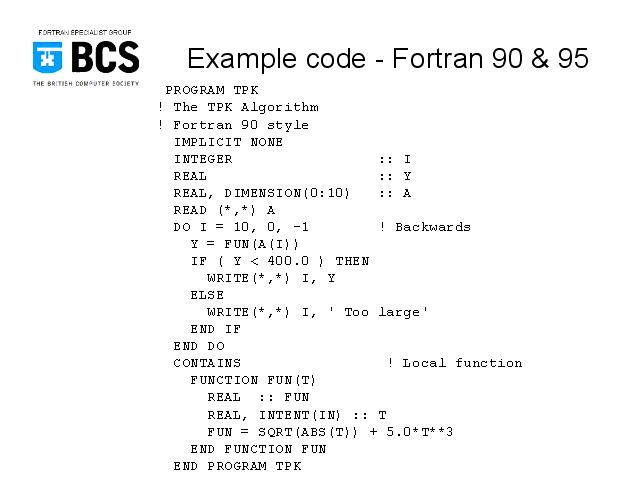 FORTRAN SPECIALIST GROUP
BCS
THE BRITISH COMPUTER SOCIETY
Example code - Fortran 90 & 95
PROGRAM TPK
! The TPK Algorithm
! Fortran 90 style
IMPLICIT NONE
INTEGER :: I
REAL :: Y
REAL, DIMENSION(0:10) :: A
READ (*,*) A
DO I = 10, 0, -1 ! Backwards
Y = FUN(A(I))
IF ( Y < 400.0 ) THEN
WRITE(*,*) I, Y
ELSE
WRITE(*,*) I, ' Too large'
END IF
END DO
CONTAINS ! Local function
FUNCTION FUN(T)
REAL :: FUN
REAL, INTENT(IN) :: T
FUN = SQRT(ABS(T)) + 5.0*T**3
END FUNCTION FUN
END PROGRAM TPK